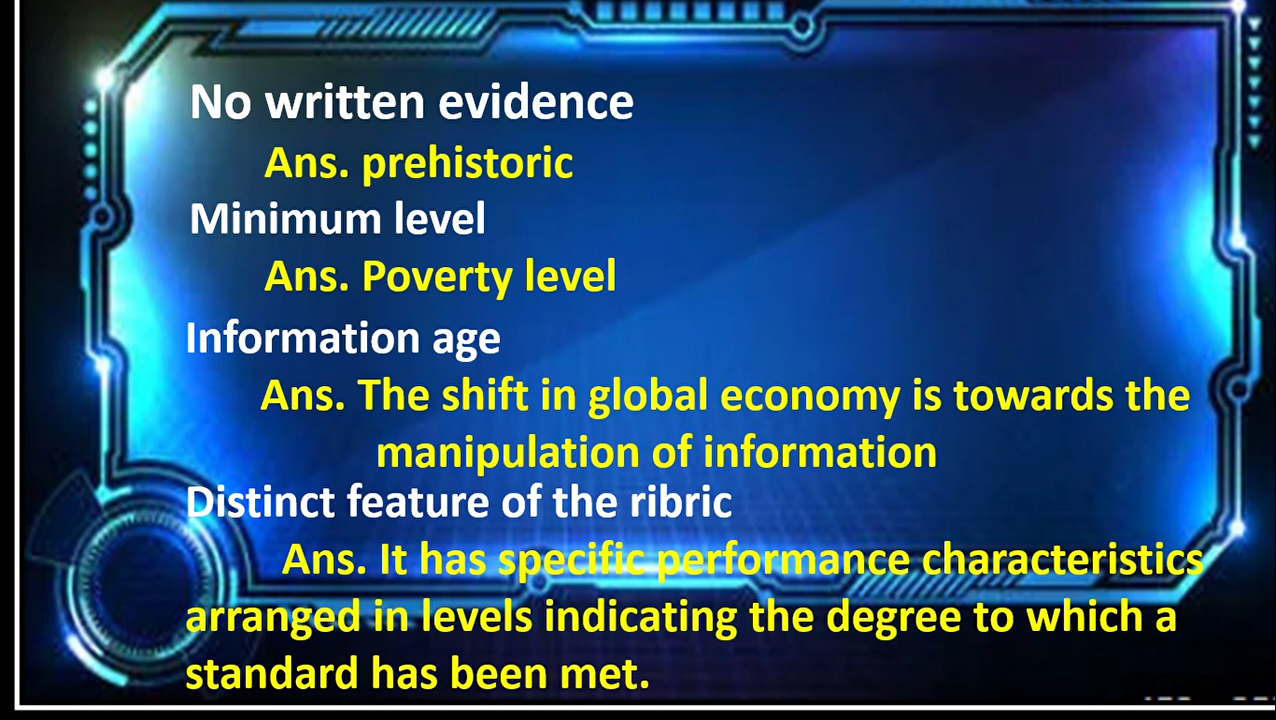 No written evidence
Ans. prehistoric
Minimum level
Ans. Poverty level
Information age
Ans. The shift in global economy is towards the
manipulation of information
Distinct feature of the ribric
Ans. It has specific performance characteristics
arranged in levels indicating the degree to which a
standard has been met.